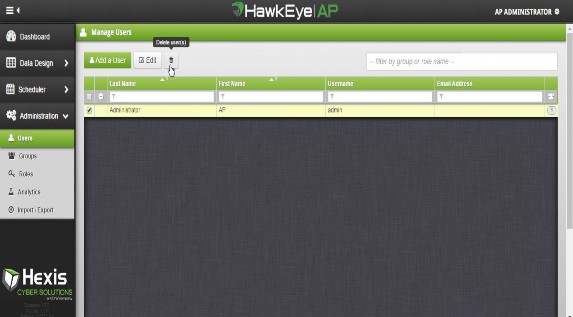 HawkEye|AP
AP ADMINISTRATOR
Dashboard
Manage Users
Delete user(s)
Add a User
Edit
-- filter by group or role name --
Data Design
Scheduler
Administration
Last Name
First Name
Username
Email Address
Administrator
AP
admin
Users
Groups
Roles
Analytics
Import / Export
Hexis
CYBER SOLUTIONS